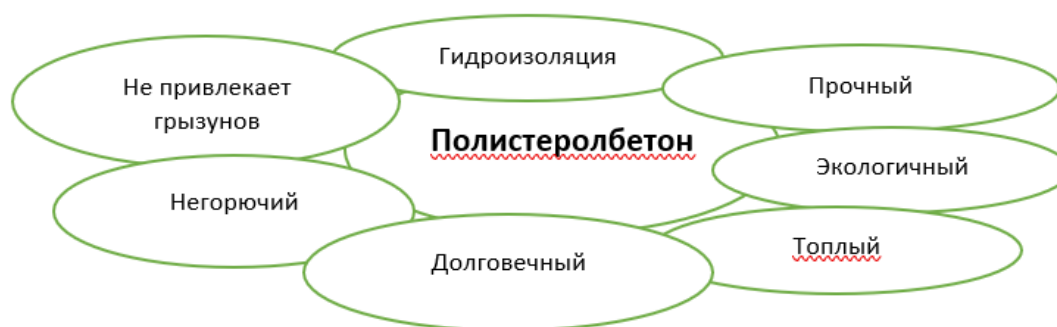 Гидроизоляция
Не привлекает
грызунов
Прочный
Полистеролбетон
Экологичный
Негорючий
Топлый
Долговечный